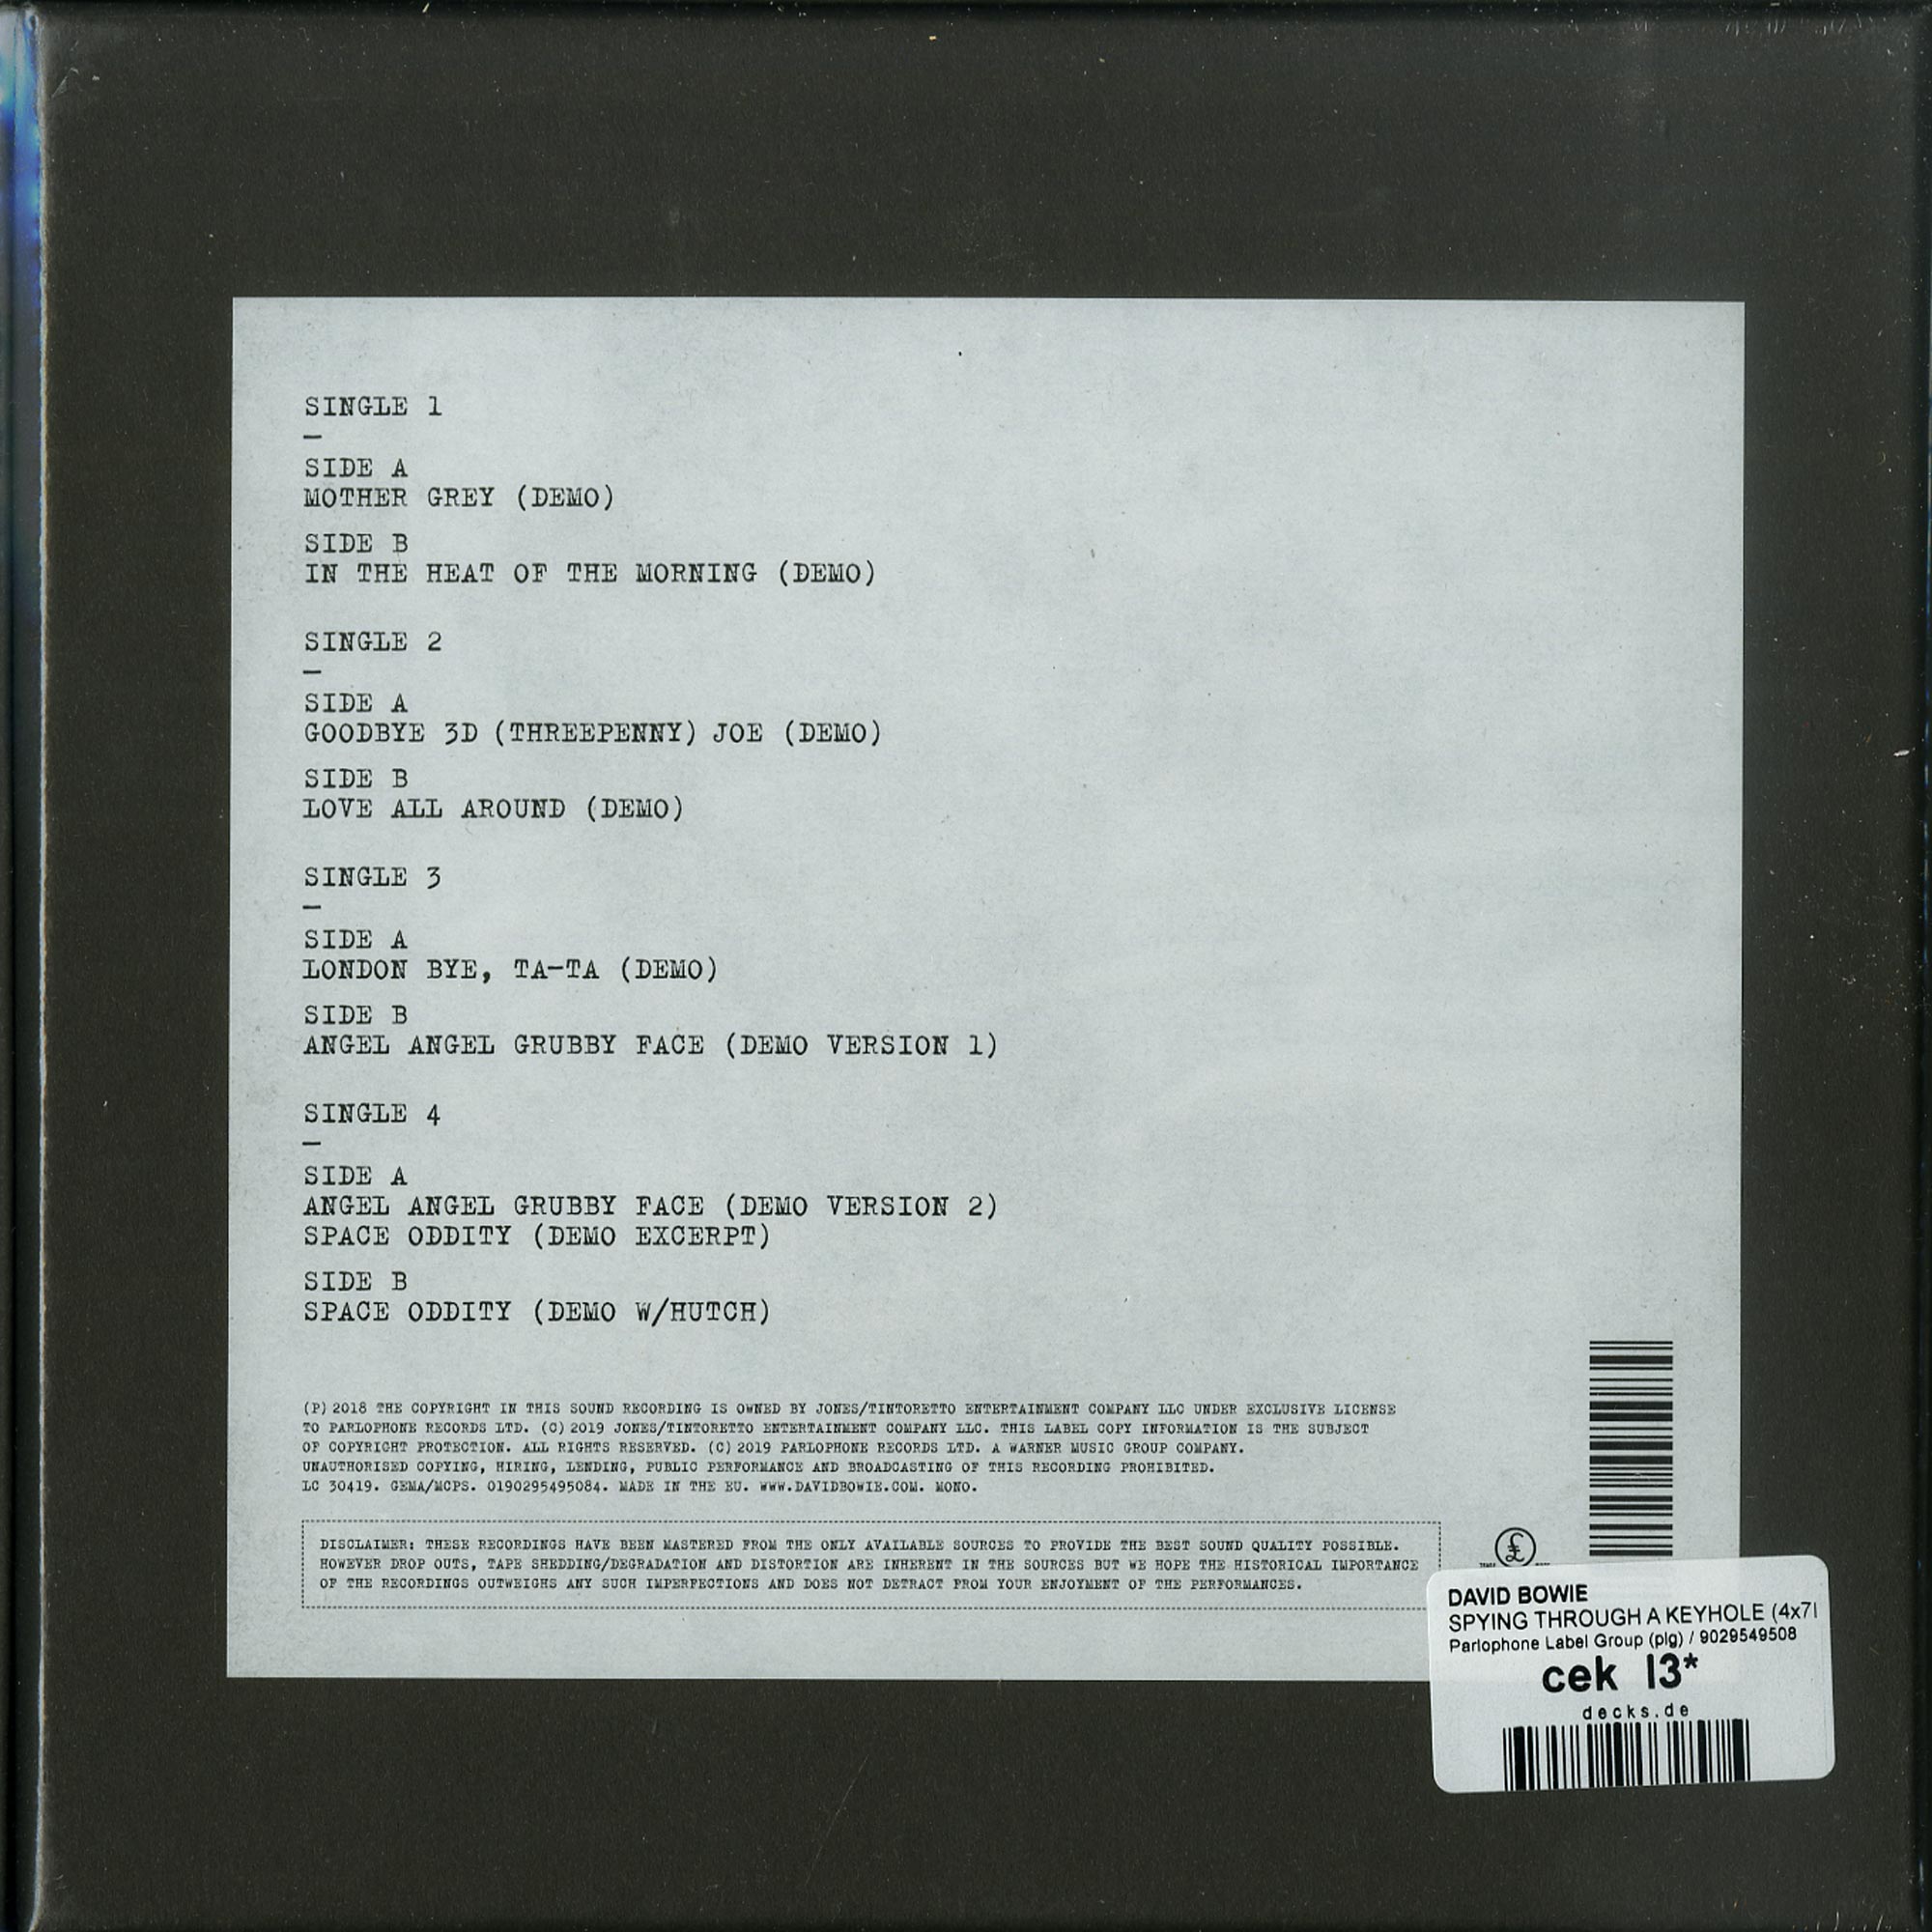 SINGLE 1
—
SIDE A
MOTHER GREY (DEMO)
SIDE B
IN THE HEAT OF THE MORNING (DEMO)
SINGLE 2
—
SIDE A
GOODBYE 3D (THREEPENNY) JOE (DEMO)
SIDE B
LOVE ALL AROUND (DEMO)
SINGLE 3
—
SIDE A
LONDON BYE, TA-TA (DEMO)
SIDE B
ANGEL ANGEL GRUBBY FACE (DEMO VERSION 1)
SINGLE 4
—
SIDE A
ANGEL ANGEL GRUBBY FACE (DEMO VERSION 2)
SPACE ODDITY (DEMO EXCERPT)
SIDE B
SPACE ODDITY (DEMO W/HUTCH)
(P) 2018 THE COPYRIGHT IN THIS SOUND RECORDING IS OWNED BY JONES/TINTORETTO ENTERTAINMENT COMPANY LLC UNDER EXCLUSIVE LICENSE
TO PARLOPHONE RECORDS LTD. (C) 2019 JONES/TINTORETTO ENTERTAINMENT COMPANY LLC. THIS LABEL COPY INFORMATION IS THE SUBJECT
OF COPYRIGHT PROTECTION. ALL RIGHTS RESERVED. (C) 2019 PARLOPHONE RECORDS LTD. A WARNER MUSIC GROUP COMPANY.
UNAUTHORISED COPYING, HIRING, LENDING, PUBLIC PERFORMANCE AND BROADCASTING OF THIS RECORDING PROHIBITED.
LC 30419. GEMA/MCPS. 0190295495084. MADE IN THE EU. WWW.DAVIDBOWIE.COM. MONO.
DISCLAIMER: THESE RECORDINGS HAVE BEEN MASTERED FROM THE ONLY AVAILABLE SOURCES TO PROVIDE THE BEST SOUND QUALITY POSSIBLE.
HOWEVER DROP OUTS, TAPE SHEDDING/DEGRADATION AND DISTORTION ARE INHERENT IN THE SOURCES BUT WE HOPE THE HISTORICAL IMPORTANCE
OF THE RECORDINGS OUTWEIGHS ANY SUCH IMPERFECTIONS AND DOES NOT DETRACT FROM YOUR ENJOYMENT OF THE PERFORMANCES.
£
DAVID BOWIE
SPYING THROUGH A KEYHOLE (4x7I
Parlophone Label Group (plg) / 9029549508
cek I3*
decks.de